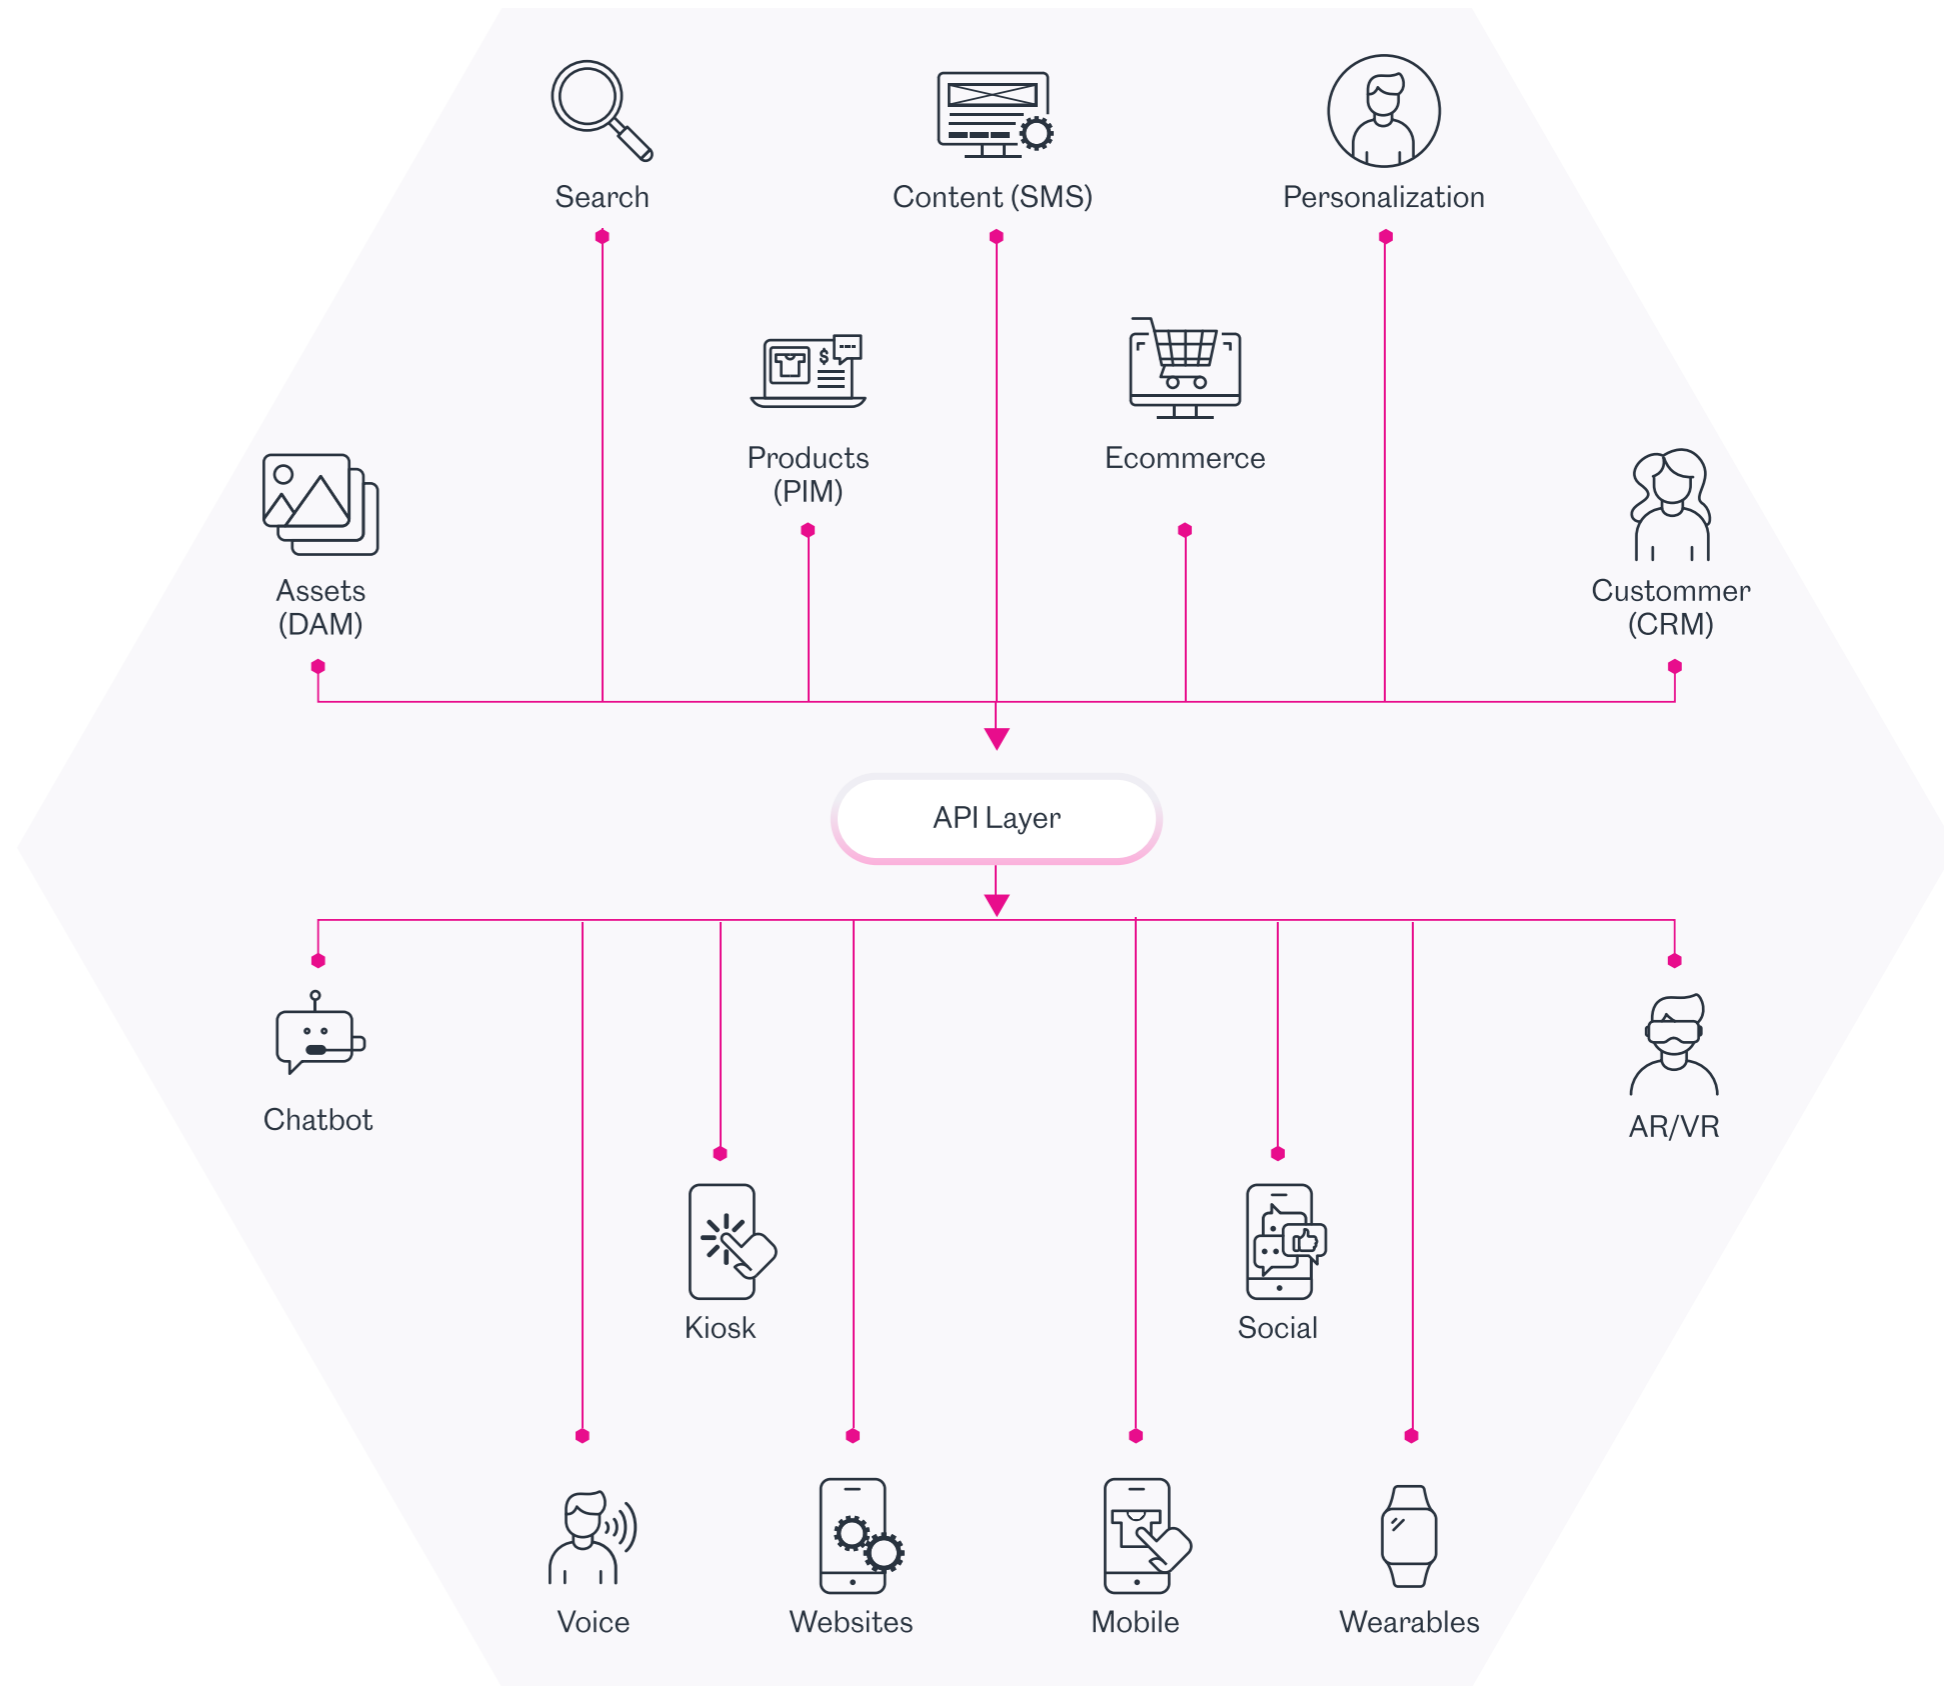 Search
Content (SMS)
Personalization
Products
(PIM)
Ecommerce
Assets
(DAM)
Custommer
(CRM)
API Layer
Chatbot
AR/VR
Kiosk
Social
Voice
Websites
Mobile
Wearables